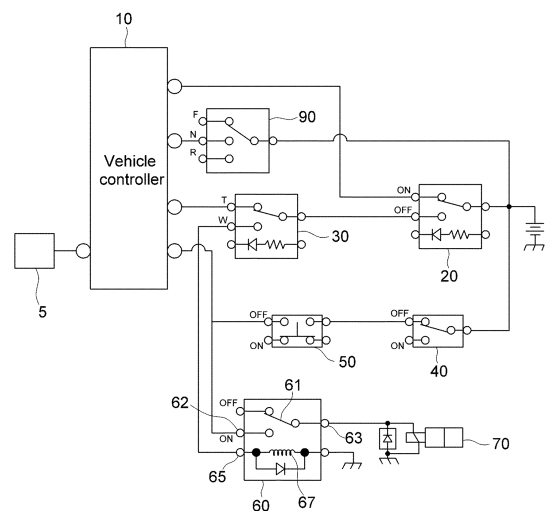 10
F
90
N
R
Vehicle
controller
ON
T
OFF
W
30
20
5
OFF
OFF
ON
ON
50
40
OFF
61
62
ON
63
70
65
60
67